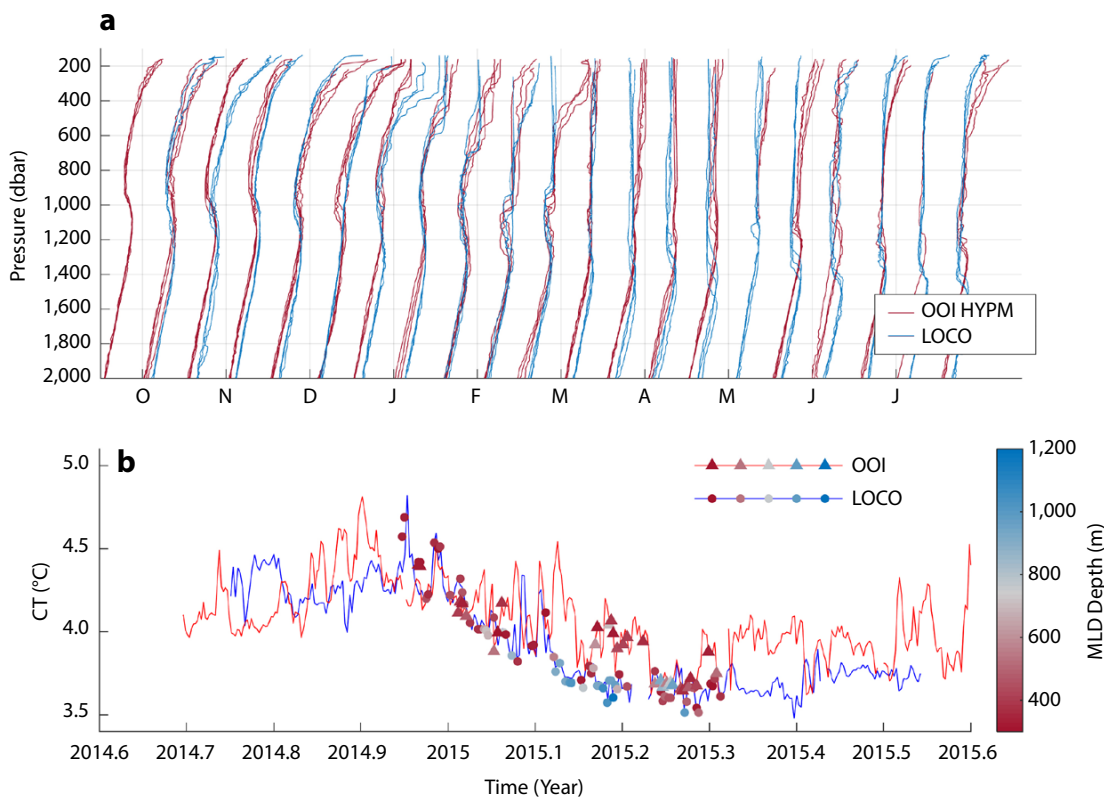 a
200
400
600
800
1,000
1,200
1,400
1,600
1,800
2,000
Pressure (dbar)
OOI HYPM
LOCO
O N D J F M A M J J
b
5.0
4.5
4.0
3.5
CT (°C)
OOI
LOCO
1,200
1,000
800
600
400
MLD Depth (m)
2014.6 2014.7 2014.8 2014.9 2015 2015.1 2015.2 2015.3 2015.4 2015.5 2015.6
Time (Year)